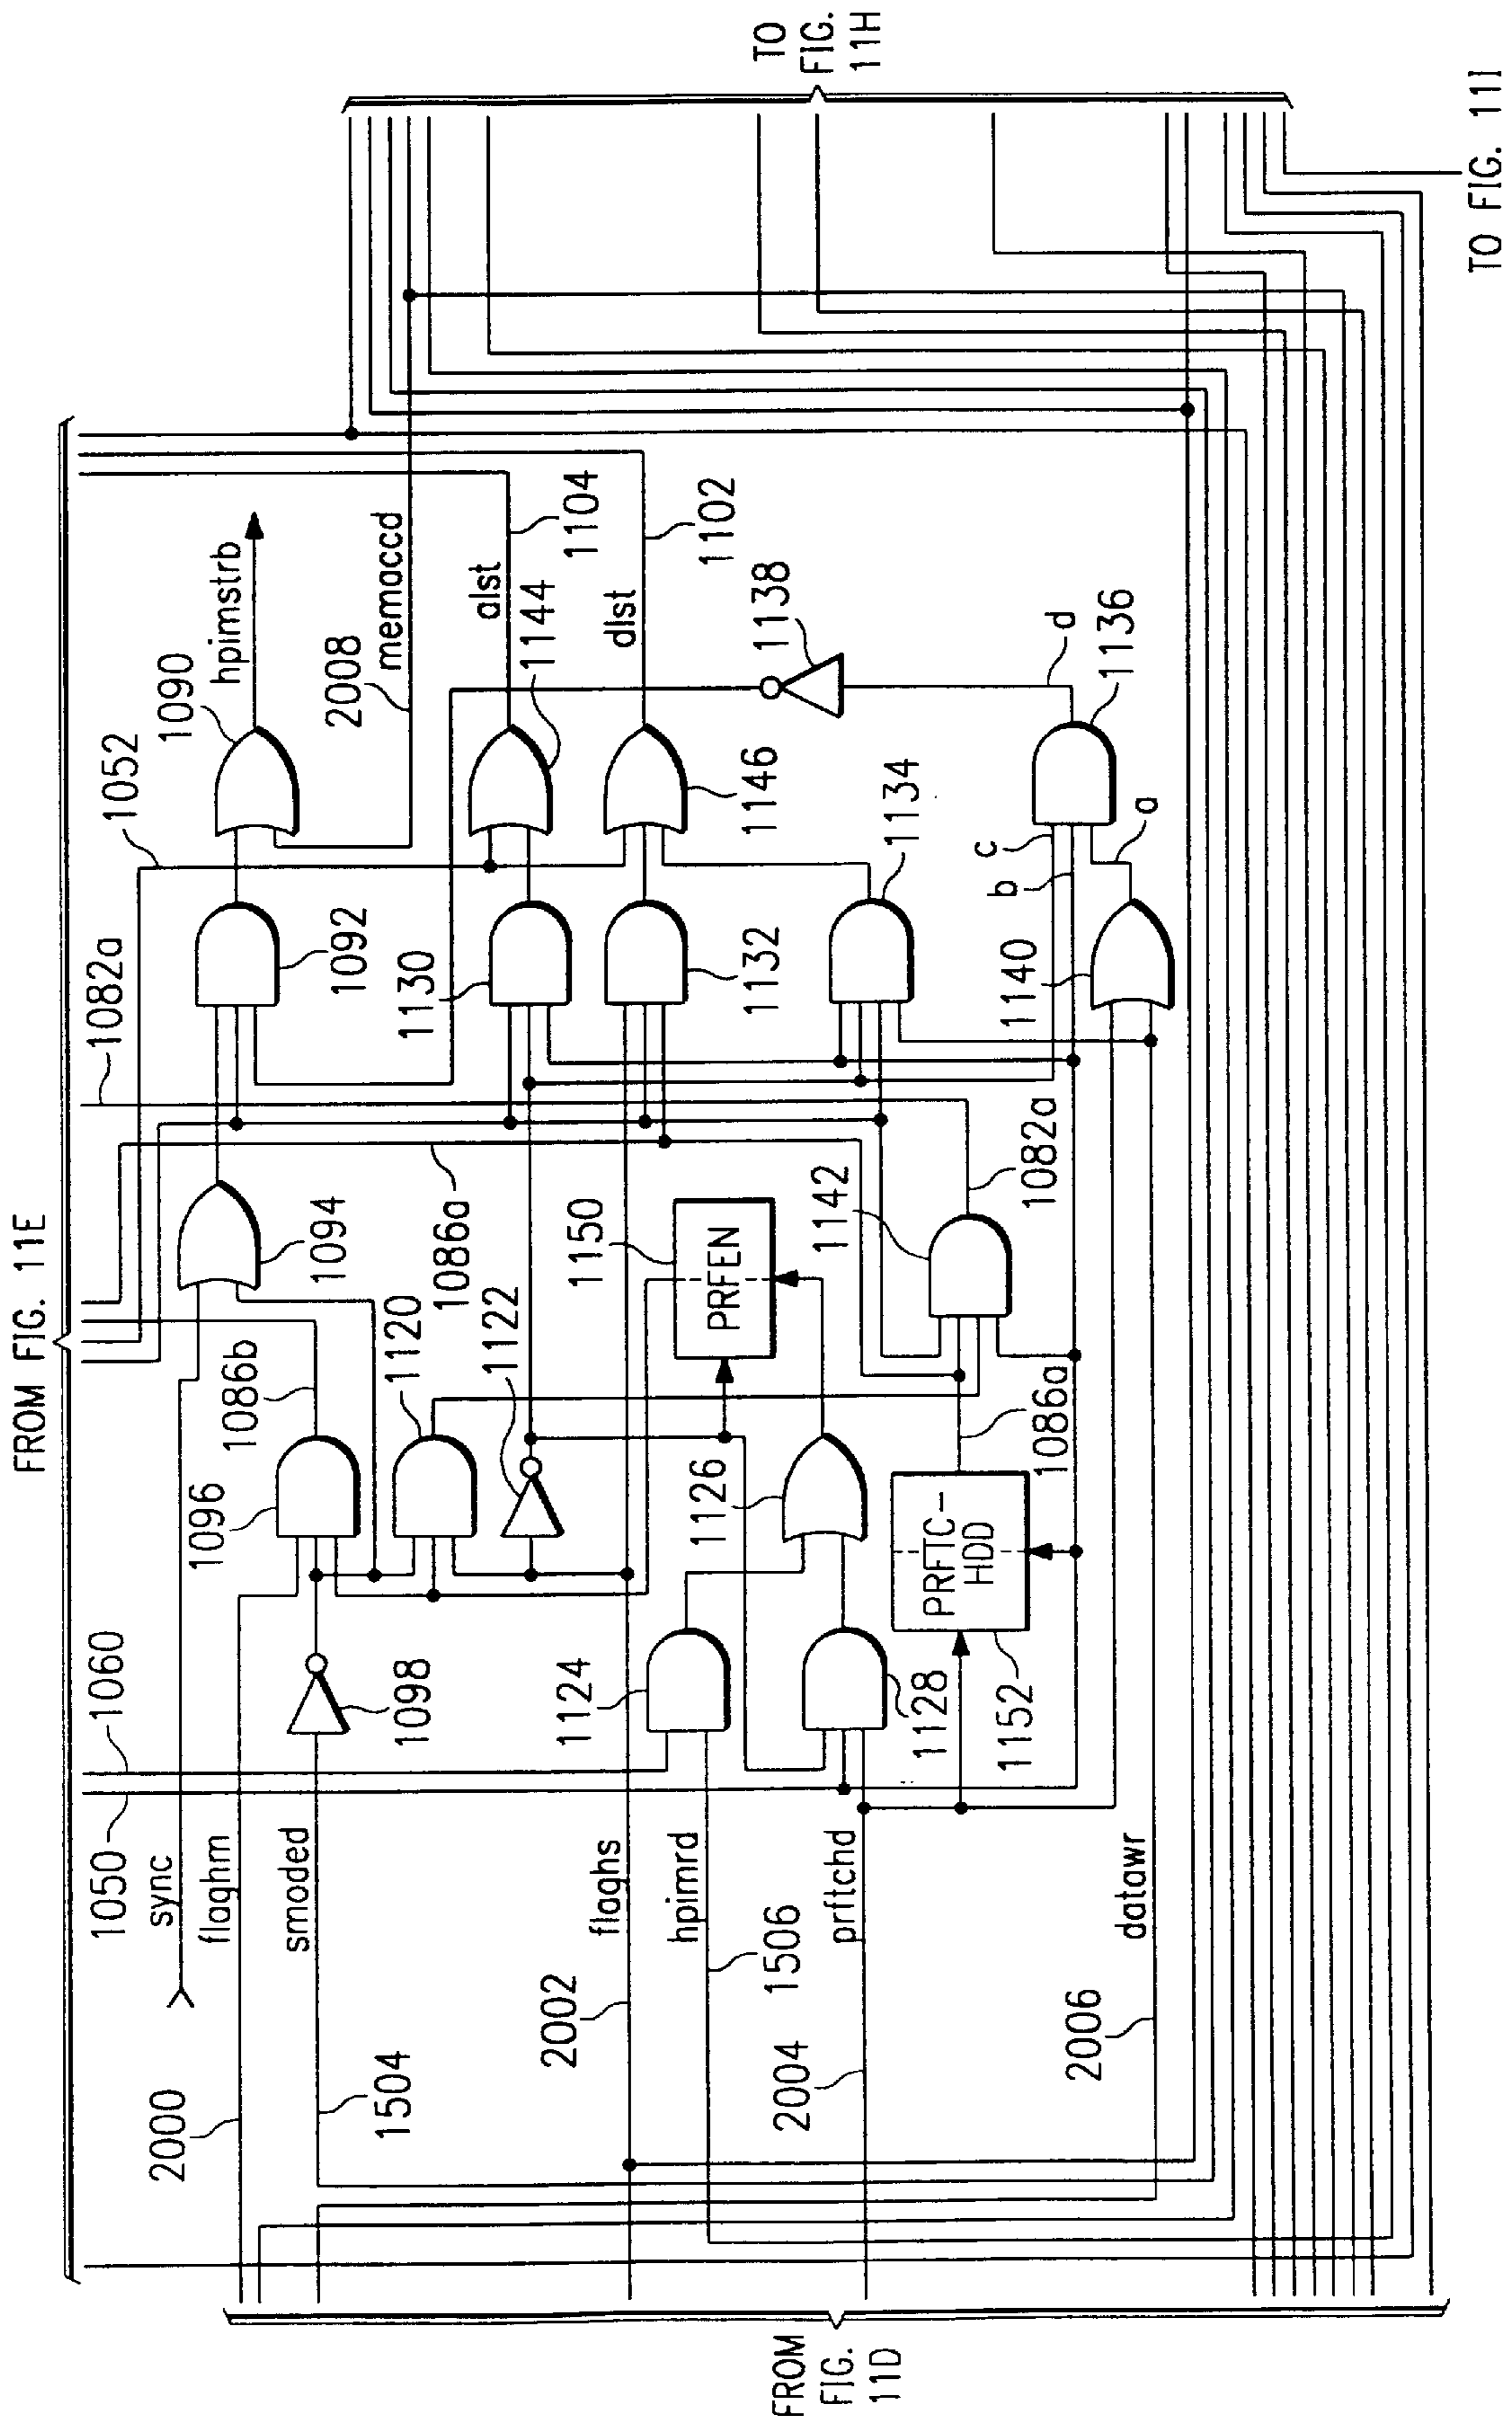 FROM FIG. 11E
TO
FIG.
11H
TO FIG. 11I
FROM
FIG.
11D
1050
1060
1082a
1052
sync
flaghm
smoded
flaghs
hpimrd
prftchd
datawr
2000
1504
2002
1506
2004
2006
1096
1098
1086b
1094
1120
1122
1086a
1150
PRFEN
1124
1126
1128
1152
PRFTC-
HDD
1086a
1142
1082a
1092
1090
hpimstrb
2008
memaccd
1130
1132
1144
alst
1104
dlst
1102
1146
1134
1138
1140
1136
a
b
c
d